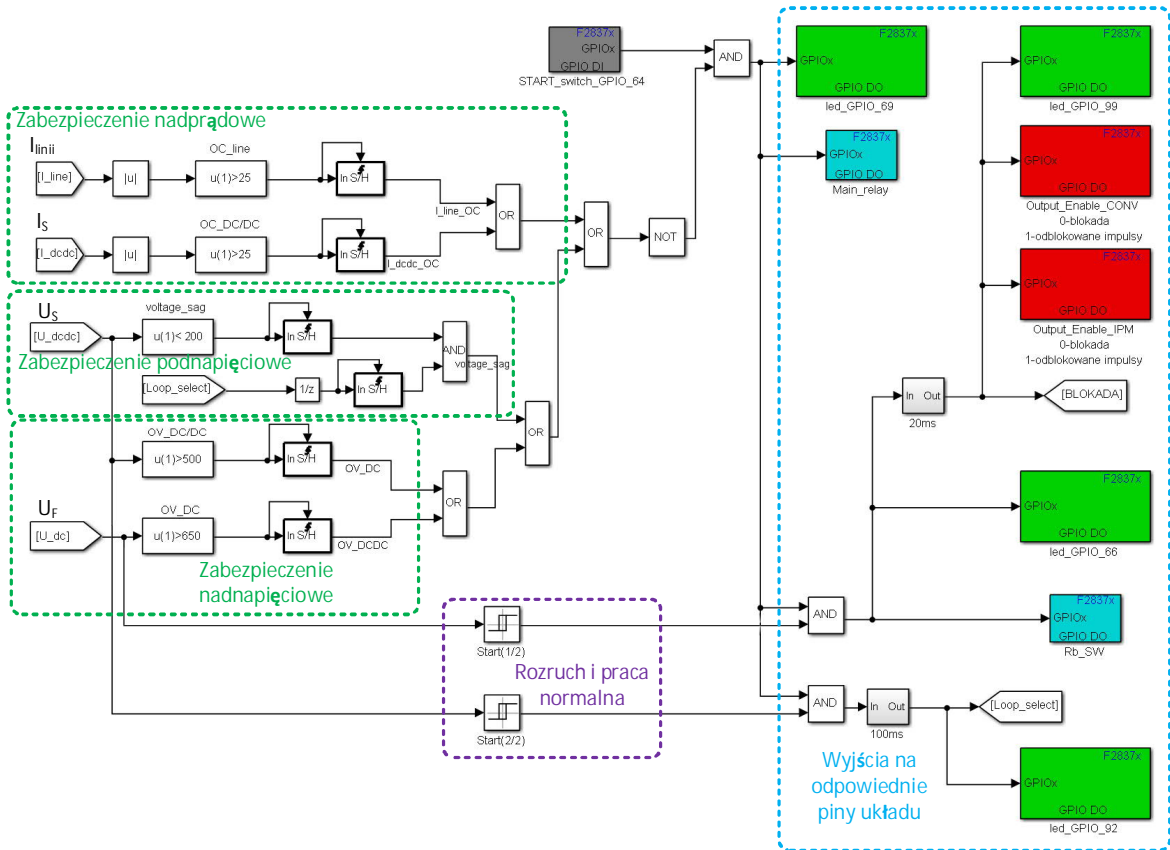 F2837x
GPIOx
GPIO DI
START_switch_GPIO_64
AND
F2837x
GPIOx
GPIO DO
led_GPIO_69
F2837x
GPIOx
GPIO DO
led_GPIO_99
Zabezpieczenie nadprądowe
I linii
[I_line]
|u|
OC_line
u(1)>25
In S/H
I_line_OC
I S
[I_dcdc]
|u|
OC_DC/DC
u(1)>25
In S/H
I_dcdc_OC
OR
OR
NOT
F2837x
GPIOx
GPIO DO
Main_relay
F2837x
GPIOx
GPIO DO
Output_Enable_CONV
0-blokada
1-odblokowane impulsy
F2837x
GPIOx
GPIO DO
Output_Enable_IPM
0-blokada
1-odblokowane impulsy
U S
[U_dcdc]
voltage_sag
u(1)< 200
In S/H
Zabezpieczenie podnapięciowe
[Loop_select]
1/z
In S/H
AND
voltage_sag
In Out
20ms
[BLOKADA]
OV_DC/DC
u(1)>500
In S/H
OV_DC
OR
U F
[U_dc]
OV_DC
u(1)>650
In S/H
OV_DCDC
OR
Zabezpieczenie
nadnapięciowe
F2837x
GPIOx
GPIO DO
led_GPIO_66
Start(1/2)
Rozruch i praca
normalna
Start(2/2)
AND
F2837x
GPIOx
GPIO DO
Rb_SW
AND
In Out
100ms
[Loop_select]
Wyjścia na
odpowiednie
piny układu
F2837x
GPIOx
GPIO DO
led_GPIO_92